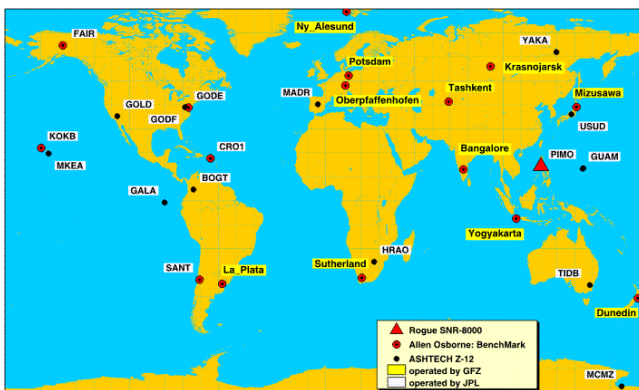 Ny_Alesund
FAIR
YAKA
Potsdam
Krasnojarsk
GODE
MADR
Oberpfaffenhofen
Tashkent
Mizusawa
GOLD
GODF
USUD
KOKB
CRO1
Bangalore
PIMO
GUAM
MKEA
BOGT
GALA
Yogyakarta
HRAO
SANT
La_Plata
Sutherland
TIDB
Dunedin
Rogue SNR-8000
Allen Osborne: BenchMark
ASHTECH Z-12
operated by GFZ
operated by JPL
MCMZ